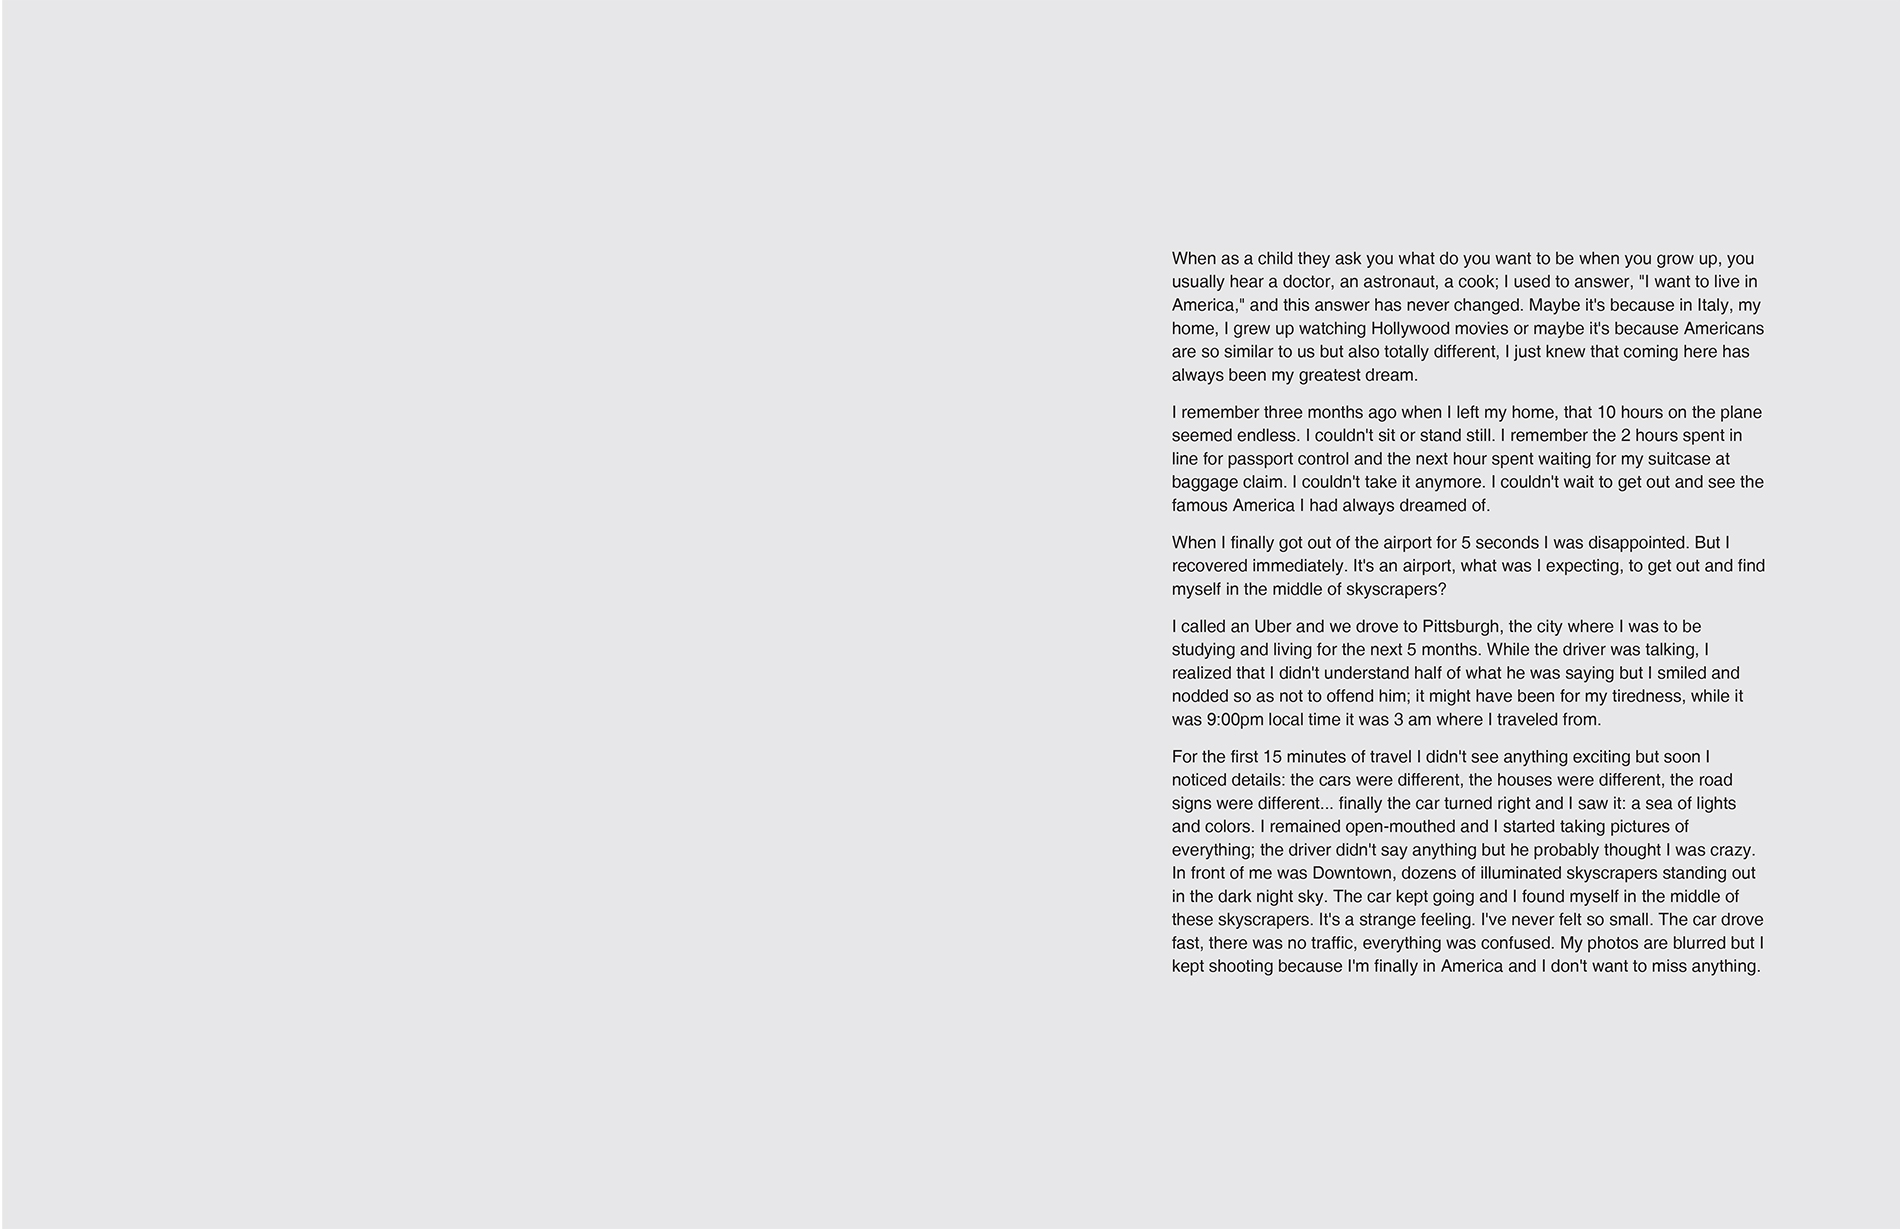 When as a child they ask you what do you want to be when you grow up, you
usually hear a doctor, an astronaut, a cook; I used to answer, "I want to live in
America," and this answer has never changed. Maybe it's because in Italy, my
home, I grew up watching Hollywood movies or maybe it's because Americans
are so similar to us but also totally different, I just knew that coming here has
always been my greatest dream.
I remember three months ago when I left my home, that 10 hours on the plane
seemed endless. I couldn't sit or stand still. I remember the 2 hours spent in
line for passport control and the next hour spent waiting for my suitcase at
baggage claim. I couldn't take it anymore. I couldn't wait to get out and see the
famous America I had always dreamed of.
When I finally got out of the airport for 5 seconds I was disappointed. But I
recovered immediately. It's an airport, what was I expecting, to get out and find
myself in the middle of skyscrapers?
I called an Uber and we drove to Pittsburgh, the city where I was to be
studying and living for the next 5 months. While the driver was talking, I
realized that I didn't understand half of what he was saying but I smiled and
nodded so as not to offend him; it might have been for my tiredness, while it
was 9:00pm local time it was 3 am where I traveled from.
For the first 15 minutes of travel I didn't see anything exciting but soon I
noticed details: the cars were different, the houses were different, the road
signs were different... finally the car turned right and I saw it: a sea of lights
and colors. I remained open-mouthed and I started taking pictures of
everything; the driver didn't say anything but he probably thought I was crazy.
In front of me was Downtown, dozens of illuminated skyscrapers standing out
in the dark night sky. The car kept going and I found myself in the middle of
these skyscrapers. It's a strange feeling. I've never felt so small. The car drove
fast, there was no traffic, everything was confused. My photos are blurred but I
kept shooting because I'm finally in America and I don't want to miss anything.